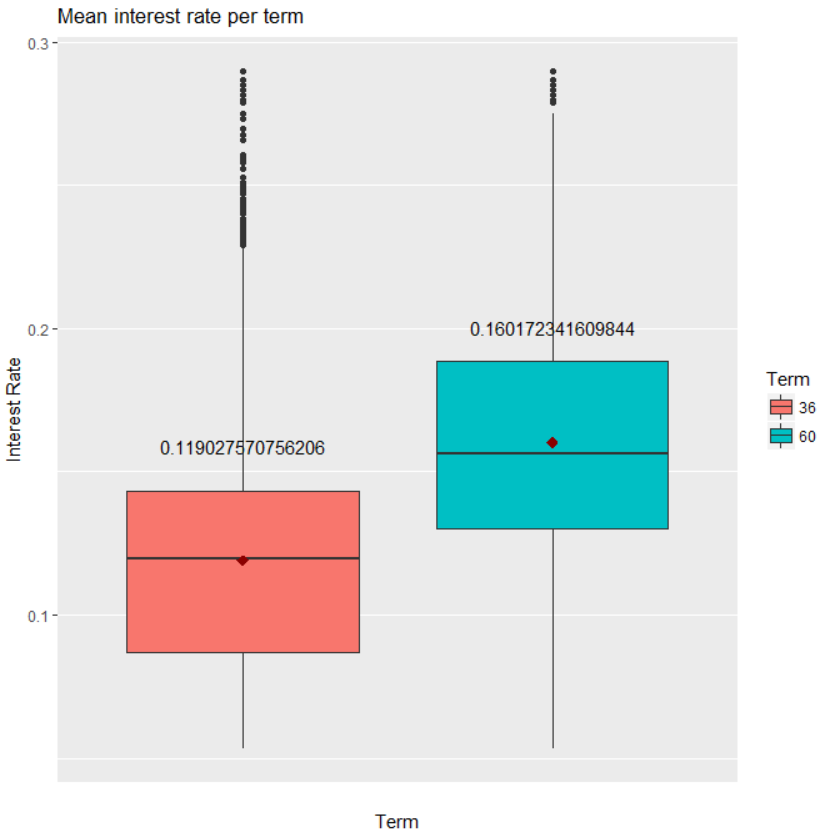 Mean interest rate per term
0.3
0.2
0.1
Interest Rate
0.160172341609844
0.119027570756206
Term
36
60
Term